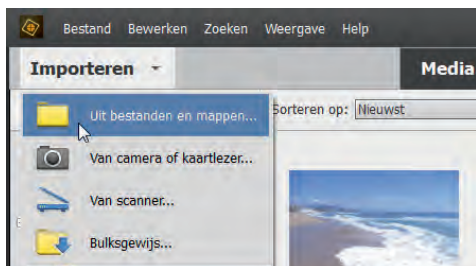 Bestand Bewerken Zoeken Weergave Help
Importeren Media
Uit bestanden en mappen... Sorteren op: Nieuwst
Van camera of kaartlezer...
Van scanner...
Bulksgewijs...